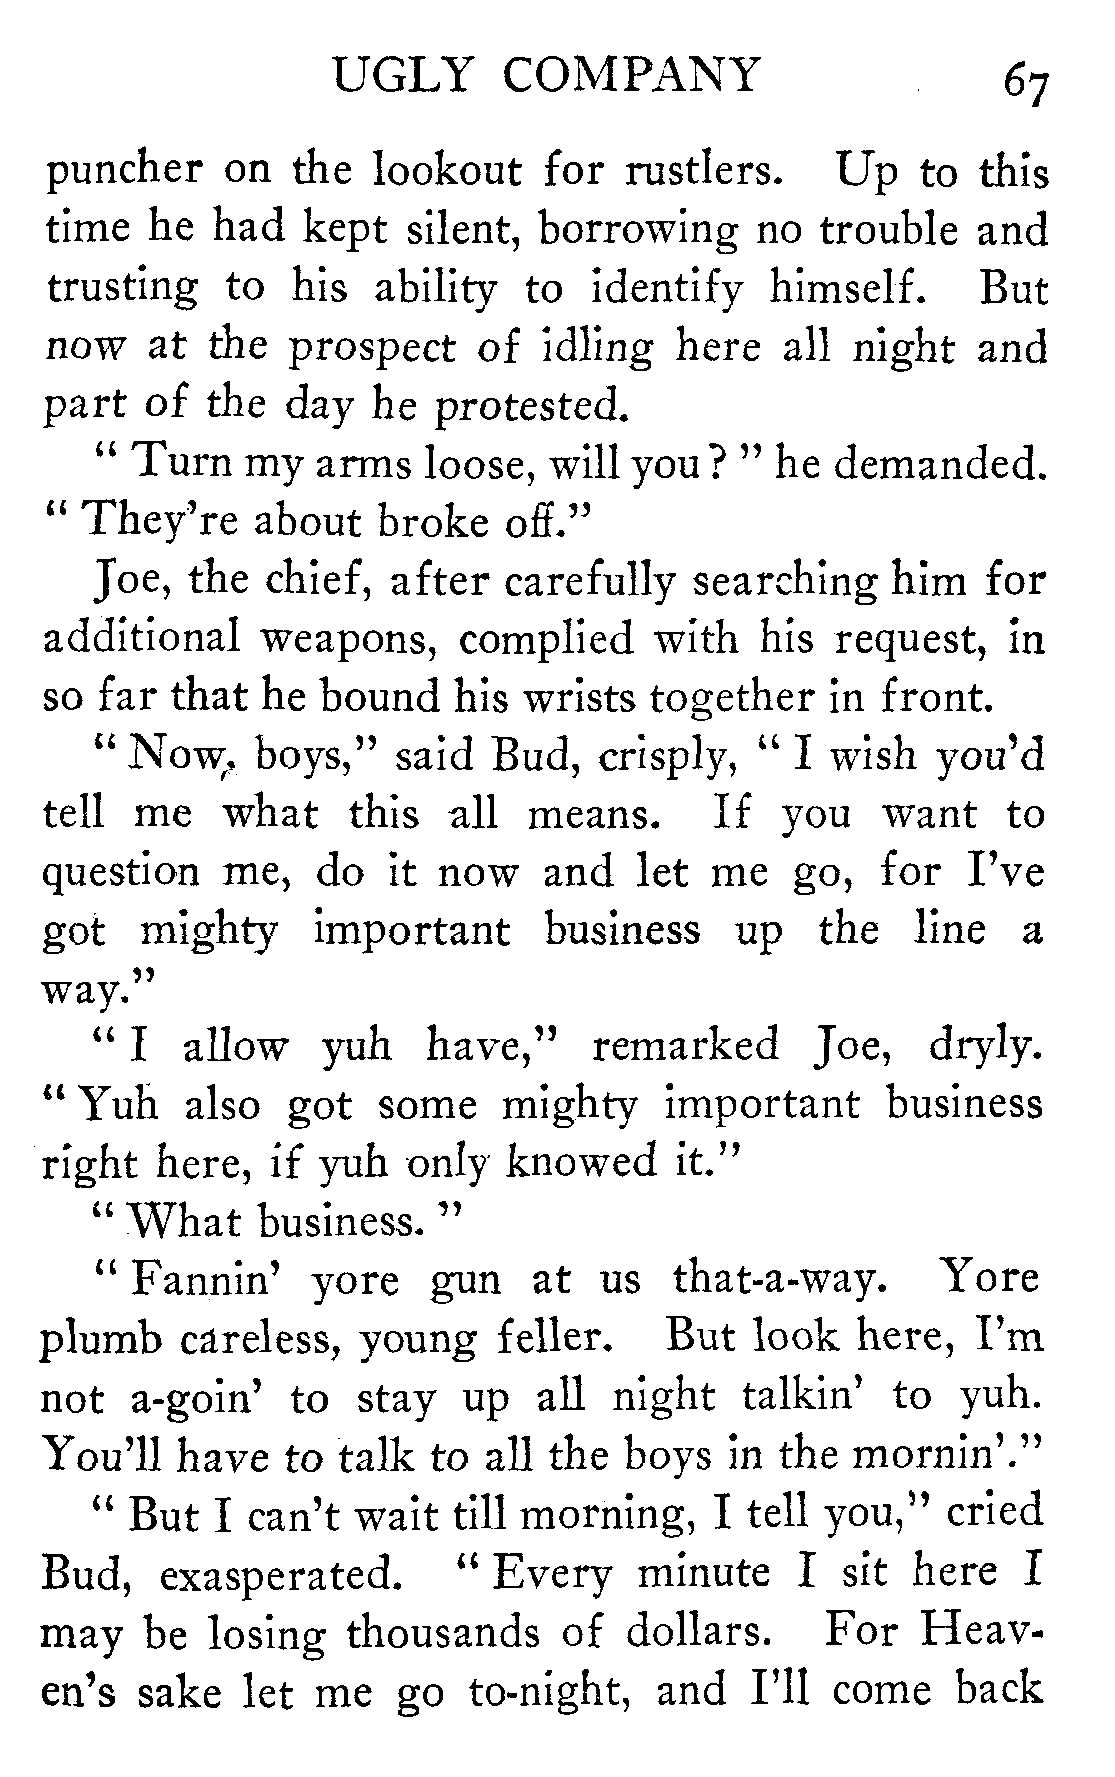 UGLY COMPANY 67
puncher on the lookout for rustlers. Up to this
time he had kept silent, borrowing no trouble and
trusting to his ability to identify himself. But
now at the prospect of idling here all night and
part of the day he protested.
“ Turn my arms loose, will you ? ” he demanded.
“ They’re about broke off.”
Joe, the chief, after carefully searching him for
additional weapons, complied with his request, in
so far that he bound his wrists together in front.
“ Now, boys,” said Bud, crisply, “ I wish you’d
tell me what this all means. If you want to
question me, do it now and let me go, for I’ve
got mighty important business up the line a
way.”
“ I allow yuh have,” remarked Joe, dryly.
“ Yuh also got some mighty important business
right here, if yuh only knowed it.”
“ What business. ”
“ Fannin’ yore gun at us that-a-way. Yore
plumb careless, young feller. But look here, I’m
not a-goin’ to stay up all night talkin’ to yuh.
You’ll have to talk to all the boys in the mornin’.”
“ But I can’t wait till morning, I tell you,” cried
Bud, exasperated. “ Every minute I sit here I
may be losing thousands of dollars. For Heav-
en’s sake let me go to-night, and I’ll come back